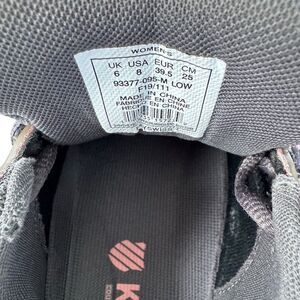 WOMENS
UK USA EUR CM
6 8 39.5 25
93377-095-M LOW
F19/111
MADE IN CHINA
FABRIQUE EN CHINE
HECHO EN CHINA
K